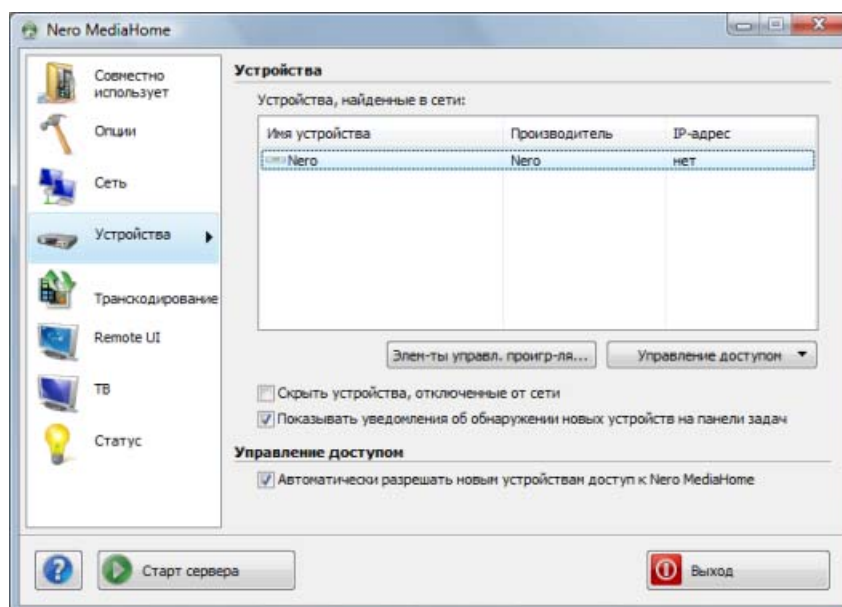 Nero MediaHome
Совместно
использует
Опции
Сеть
Устройства
Транскодирование
Remote UI
ТВ
Статус
Устройства
Устройства, найденные в сети:
Имя устройства Производитель IP-адрес
Nero Nero нет
Элен-ты управл. проигр-ля... Управление доступом
Скрыть устройства, отключенные от сети
Показывать уведомления об обнаружении новых устройств на панели задач
Управление доступом
Автоматически разрешать новым устройствам доступ к Nero MediaHome
Старт сервера
Выход